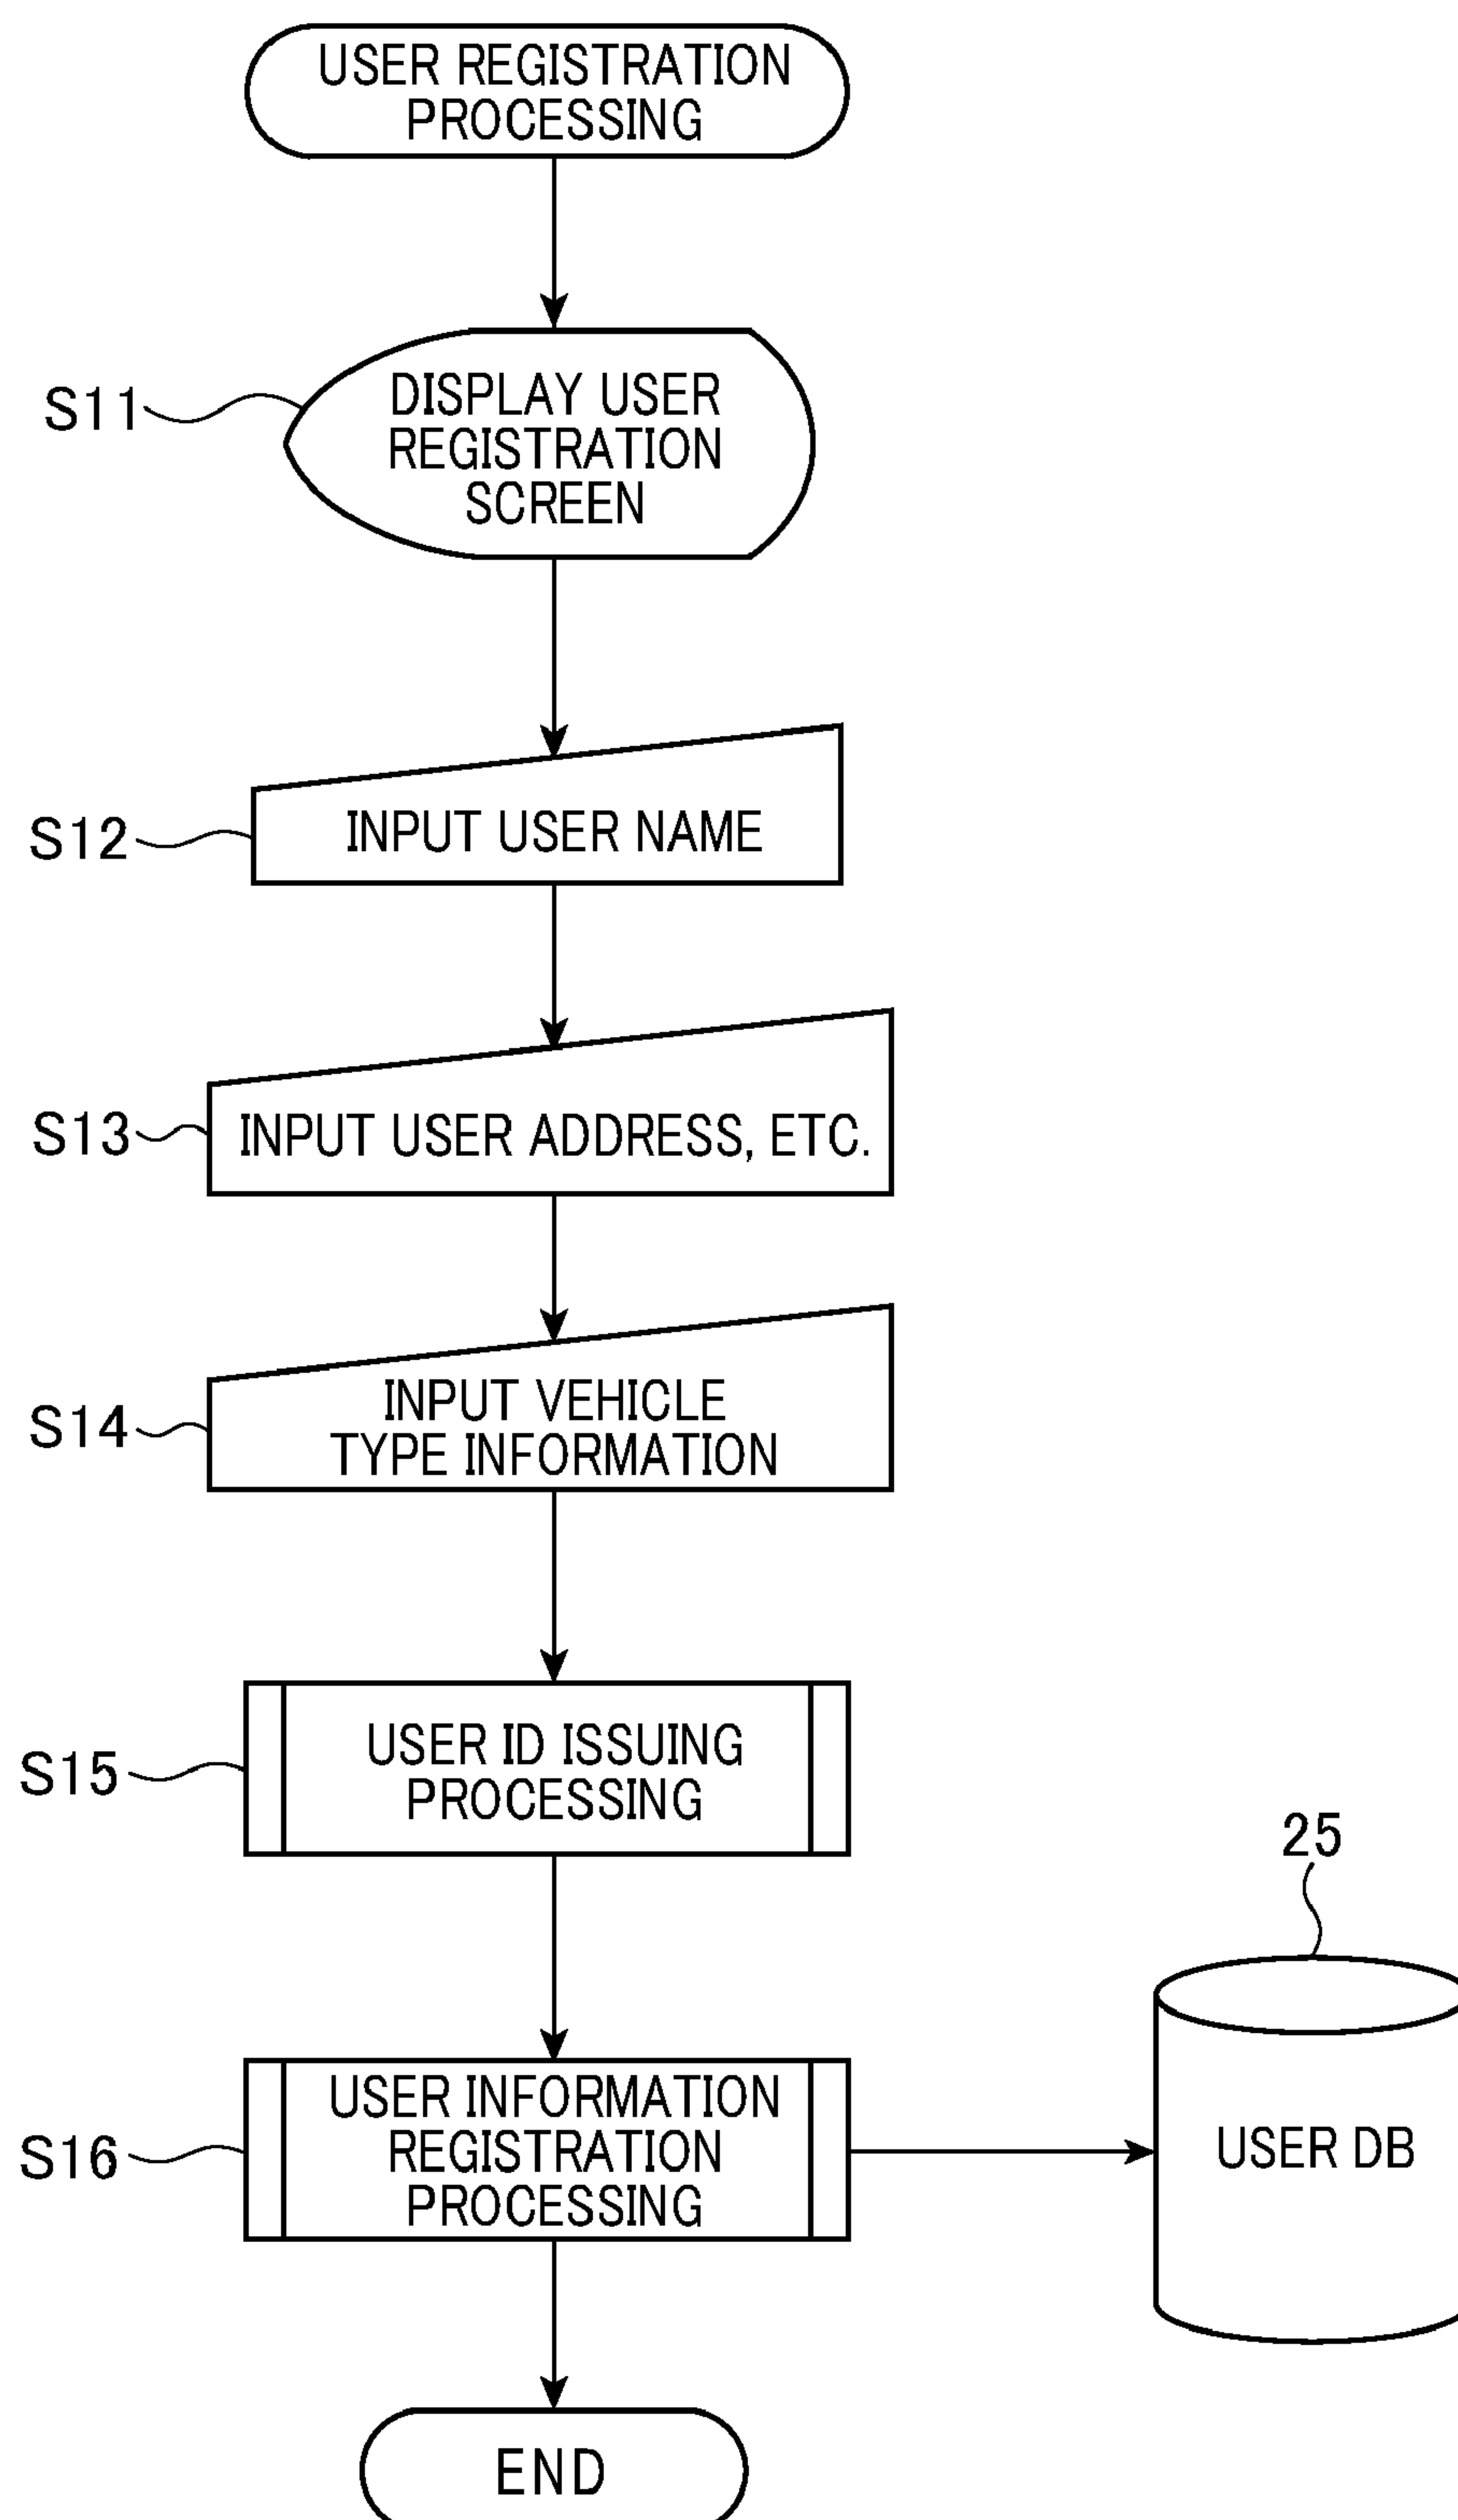 USER REGISTRATION
PROCESSING
S11
DISPLAY USER
REGISTRATION
SCREEN
S12
INPUT USER NAME
S13
INPUT USER ADDRESS, ETC.
S14
INPUT VEHICLE
TYPE INFORMATION
S15
USER ID ISSUING
PROCESSING
25
S16
USER INFORMATION
REGISTRATION
PROCESSING
USER DB
END